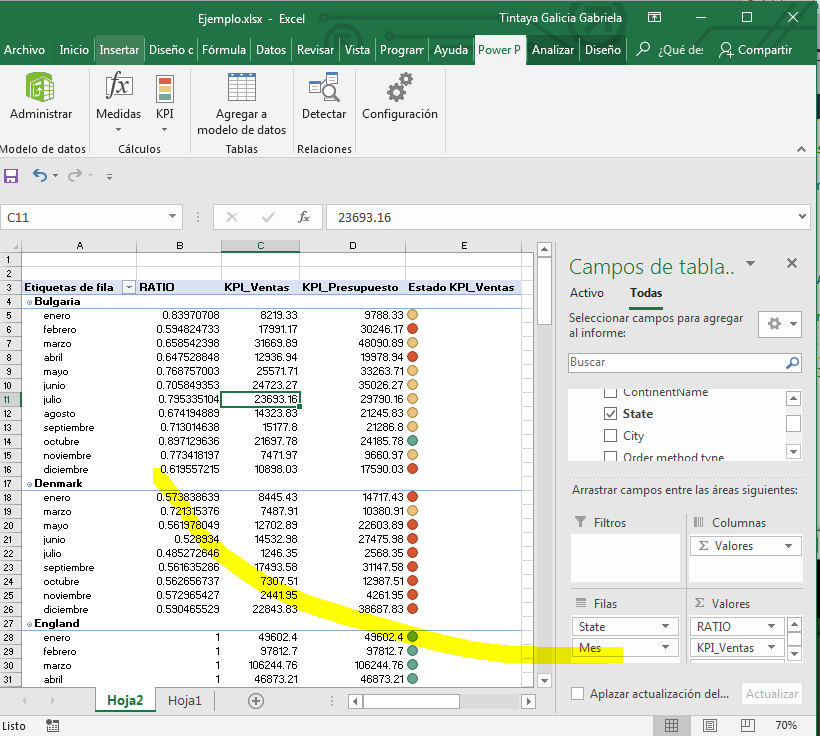 Ejemplo.xlsx - Excel Tintaya Galicia Gabriela
Archivo Inicio Insertar Diseño c Fórmula Datos Revisar Vista Programr Ayuda Power P Analizar Diseño ¿Qué des Compartir
Administrar Medidas KPI Agregar a modelo de datos Detectar Configuración
Modelo de datos Cálculos Tablas Relaciones
C11 fx 23693.16
A B C D E
1
2
3 Etiquetas de fila RATIO KPI_Ventas KPI_Presupuesto Estado KPI_Ventas
4 Bulgaria
5 enero 0.83970708 8219.33 9788.33
6 febrero 0.594824733 17991.17 30246.17
7 marzo 0.658542398 31669.89 48090.89
8 abril 0.647528848 12936.94 19978.94
9 mayo 0.768757003 25571.71 33263.71
10 junio 0.705849353 24723.27 35026.27
11 julio 0.795335104 23693.16 29790.16
12 agosto 0.674194889 14323.83 21245.83
13 septiembre 0.713014638 15177.8 21286.8
14 octubre 0.897129636 21697.78 24185.78
15 noviembre 0.773418197 7471.97 9660.97
16 diciembre 0.619557215 10898.03 17590.03
17 Denmark
18 enero 0.573838639 8445.43 14717.43
19 marzo 0.721315376 7487.91 10380.91
20 mayo 0.561978049 12702.89 22603.89
21 junio 0.528934 14532.98 27475.98
22 julio 0.485272646 1246.35 2568.35
23 septiembre 0.561635286 17493.58 31147.58
24 octubre 0.562656737 7307.51 12987.51
25 noviembre 0.572965427 2441.95 4261.95
26 diciembre 0.590465529 22843.83 38687.83
27 England
28 enero 1 49602.4 49602.4
29 febrero 1 97812.7 97812.7
30 marzo 1 106244.76 106244.76
31 abril 1 46873.21 46873.21
Hoja2 Hoja1
Listo 70%
Campos de tabla..
Activo Todas
Seleccionar campos para agregar
al informe:
Buscar
ContinentName
State
City
Order method type
Arrastrar campos entre las áreas siguientes:
Filtros Columnas
Σ Valores
Filas Σ Valores
State RATIO
Mes KPI_Ventas
Aplazar actualización del... Actualizar